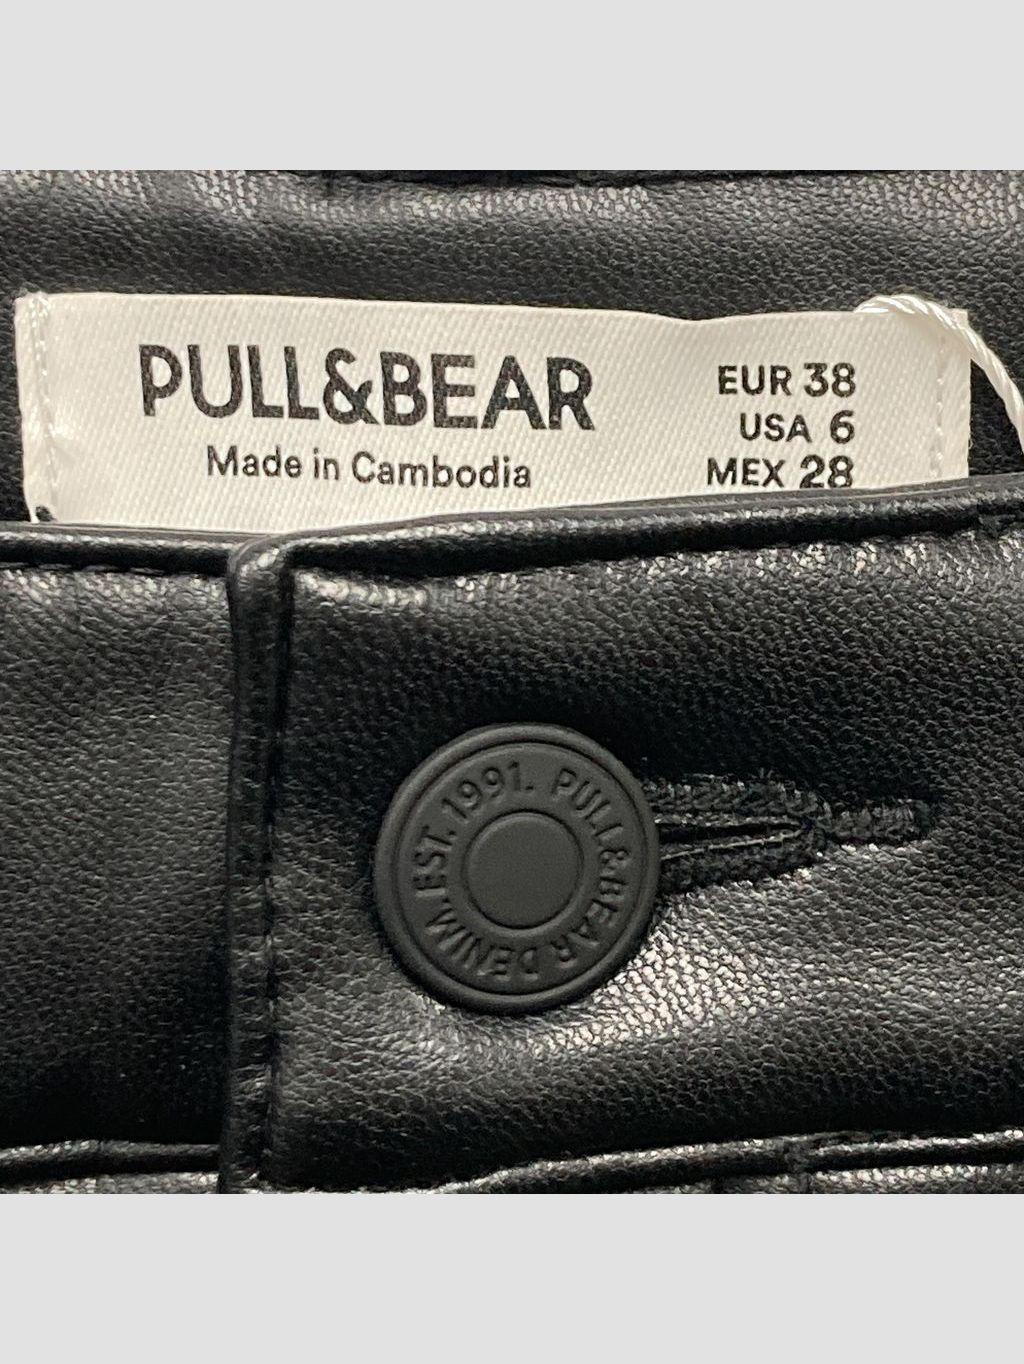 PULL&BEAR
Made in Cambodia
EUR 38
USA 6
MEX 28
PULL&BEAR DENIM.EST.1991.